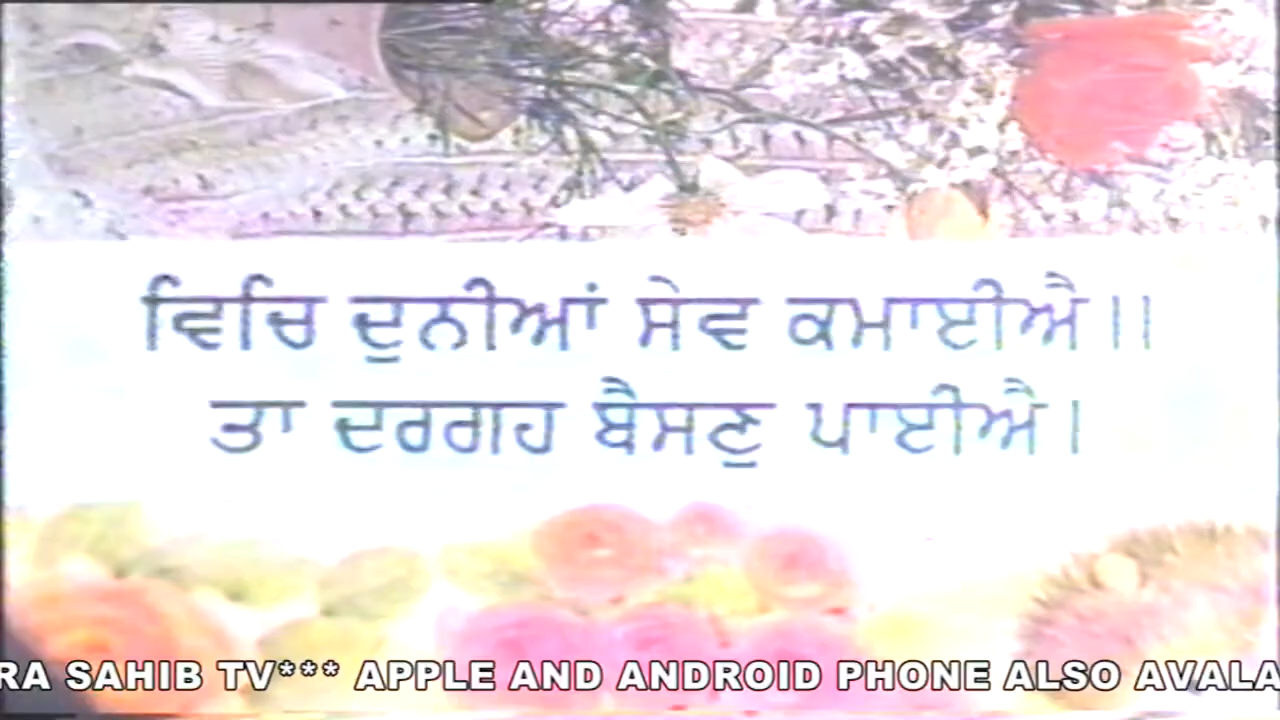 ਵਿਚਿ ਦੁਨੀਆਂ ਸੇਵ ਕਮਾਈਐ।।
ਤਾ ਦਰਗਹ ਬੈਸਣੁ ਪਾਈਐ।
RA SAHIB TV*** APPLE AND ANDROID PHONE ALSO AVALA